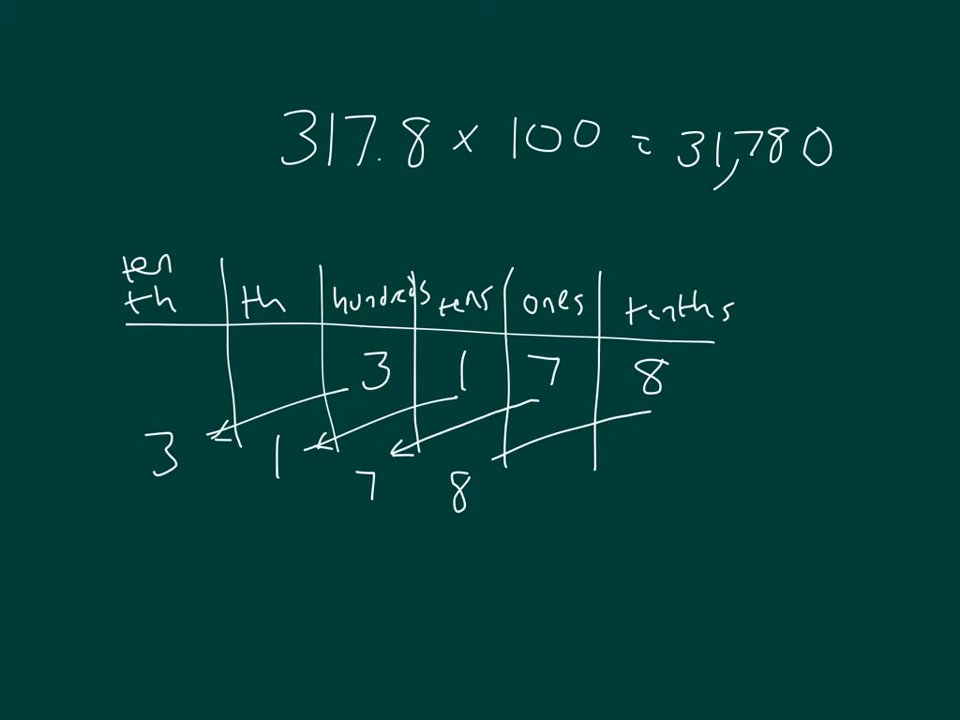 317.8 x 100 = 31,780
ten
th th hundreds tens ones tenths
3 1 7 8
3 1 7 8